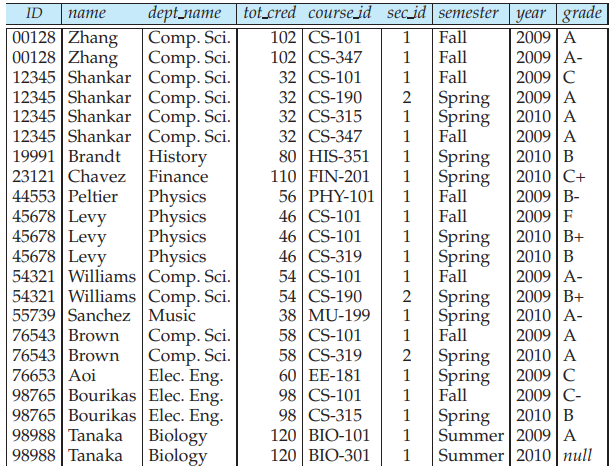 ID name dept_name tot_cred course_id sec_id semester year grade
00128 Zhang Comp. Sci. 102 CS-101 1 Fall 2009 A
00128 Zhang Comp. Sci. 102 CS-347 1 Fall 2009 A-
12345 Shankar Comp. Sci. 32 CS-101 1 Fall 2009 C
12345 Shankar Comp. Sci. 32 CS-190 2 Spring 2009 A
12345 Shankar Comp. Sci. 32 CS-315 1 Spring 2010 A
12345 Shankar Comp. Sci. 32 CS-347 1 Fall 2009 A
19991 Brandt History 80 HIS-351 1 Spring 2010 B
23121 Chavez Finance 110 FIN-201 1 Spring 2010 C+
44553 Peltier Physics 56 PHY-101 1 Fall 2009 B-
45678 Levy Physics 46 CS-101 1 Fall 2009 F
45678 Levy Physics 46 CS-101 1 Spring 2010 B+
45678 Levy Physics 46 CS-319 1 Spring 2010 B
54321 Williams Comp. Sci. 54 CS-101 1 Fall 2009 A-
54321 Williams Comp. Sci. 54 CS-190 2 Spring 2009 B+
55739 Sanchez Music 38 MU-199 1 Spring 2010 A-
76543 Brown Comp. Sci. 58 CS-101 1 Fall 2009 A
76543 Brown Comp. Sci. 58 CS-319 2 Spring 2010 A
76653 Aoi Elec. Eng. 60 EE-181 1 Spring 2009 C
98765 Bourikas Elec. Eng. 98 CS-101 1 Fall 2009 C-
98765 Bourikas Elec. Eng. 98 CS-315 1 Spring 2010 B
98988 Tanaka Biology 120 BIO-101 1 Summer 2009 A
98988 Tanaka Biology 120 BIO-301 1 Summer 2010 null